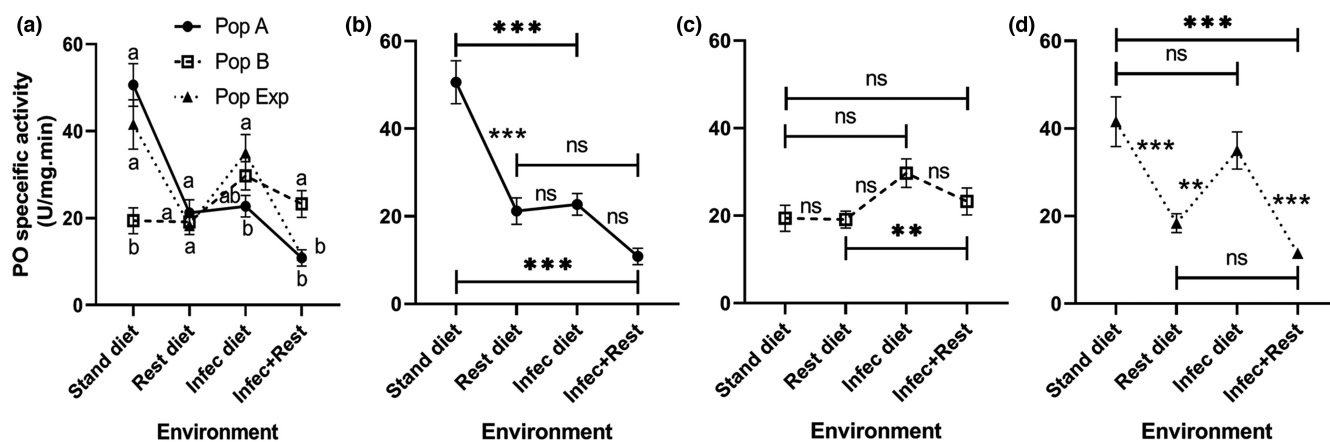 (a)
Pop A
Pop B
Pop Exp
PO speceific activity
(U/mg.min)
60
40
20
0
a
a
b
a
a
a
a
ab
b
a
b
b
Stand diet
Rest diet
Infec diet
Infec+Rest
Environment
(b)
60
40
20
0
***
***
ns
ns
ns
***
Stand diet
Rest diet
Infec diet
Infec+Rest
Environment
(c)
60
40
20
0
ns
ns
ns
ns
ns
**
Stand diet
Rest diet
Infec diet
Infec+Rest
Environment
(d)
60
40
20
0
***
ns
***
**
***
ns
Stand diet
Rest diet
Infec diet
Infec+Rest
Environment